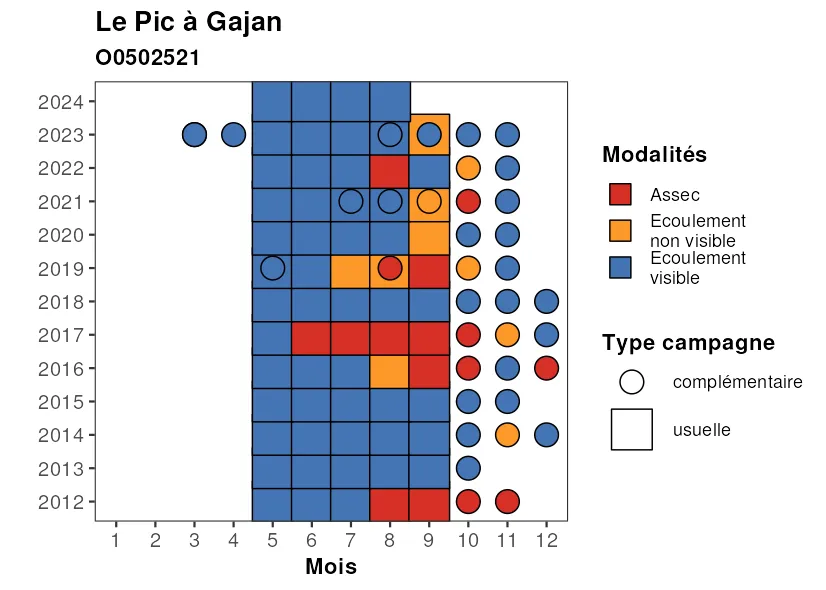 Le Pic à Gajan
O0502521
2024
2023
2022
2021
2020
2019
2018
2017
2016
2015
2014
2013
2012
1 2 3 4 5 6 7 8 9 10 11 12
Mois
Modalités
Assec
Ecoulement
non visible
Ecoulement
visible
Type campagne
complémentaire
usuelle